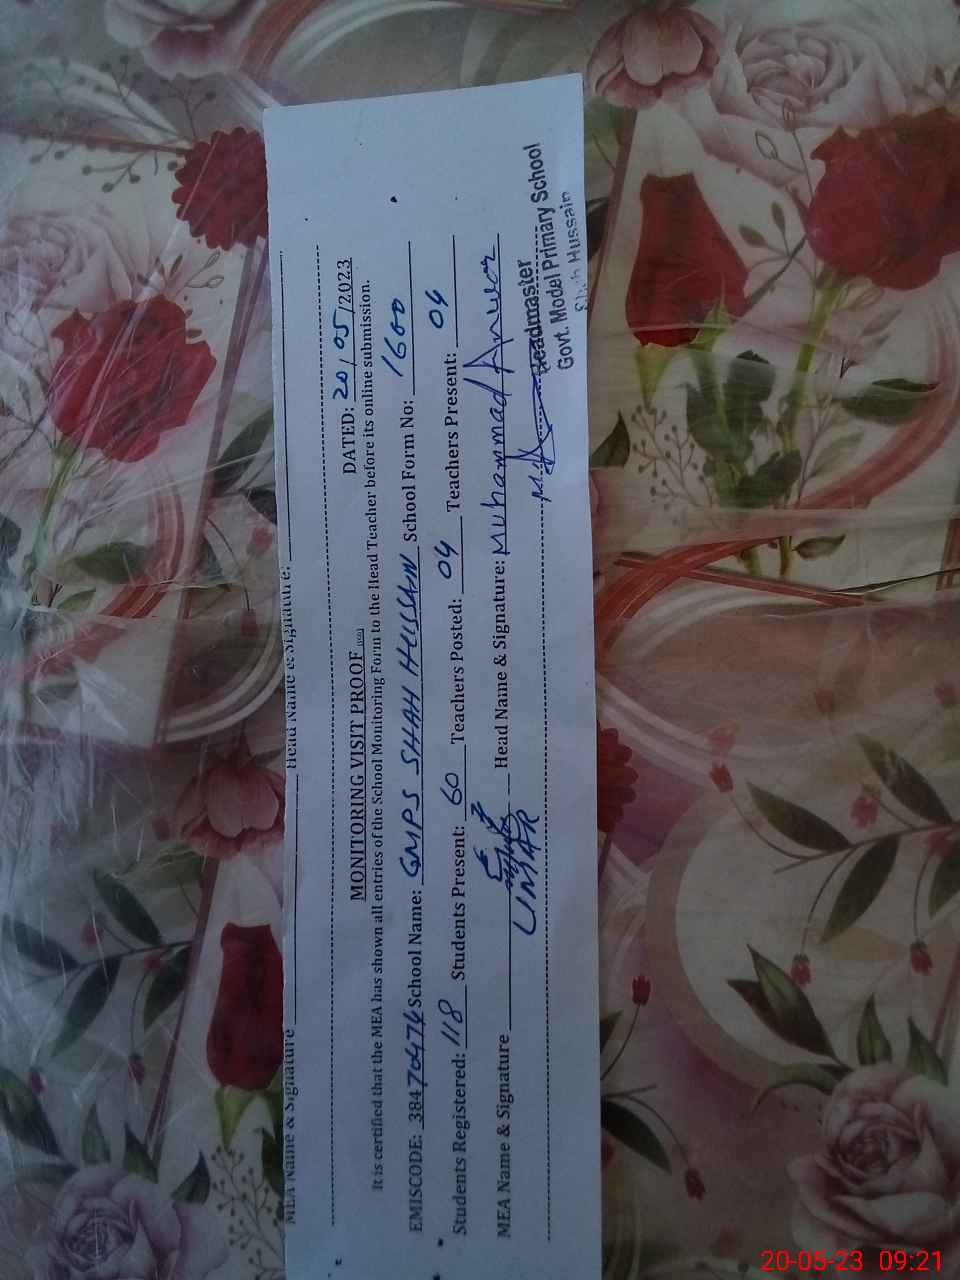 MEA Name & Signature ________ Head Name & Signature: ________
MONITORING VISIT PROOF
DATED: 20/05/2023
It is certified that the MEA has shown all entries of the School Monitoring Form to the Head Teacher before its online submission.
EMISCODE: 38470476 School Name: GMPS SHAH HUSSAIN School Form No: 1600
Students Registered: 118 Students Present: 60 Teachers Posted: 04 Teachers Present: 04
MEA Name & Signature UMAR Head Name & Signature: Muhammad Anwar
Headmaster
Govt. Model Primary School
Shah Hussain
20-05-23 09:21